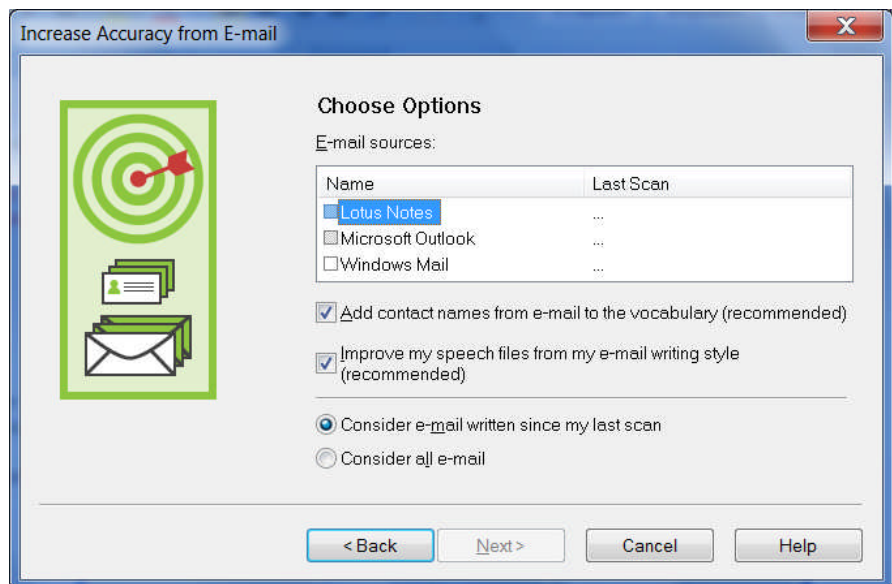 Increase Accuracy from E-mail
X
Choose Options
E-mail sources:
Name Last Scan
Lotus Notes ...
Microsoft Outlook ...
Windows Mail ...
Add contact names from e-mail to the vocabulary (recommended)
Improve my speech files from my e-mail writing style
(recommended)
Consider e-mail written since my last scan
Consider all e-mail
< Back Next > Cancel Help